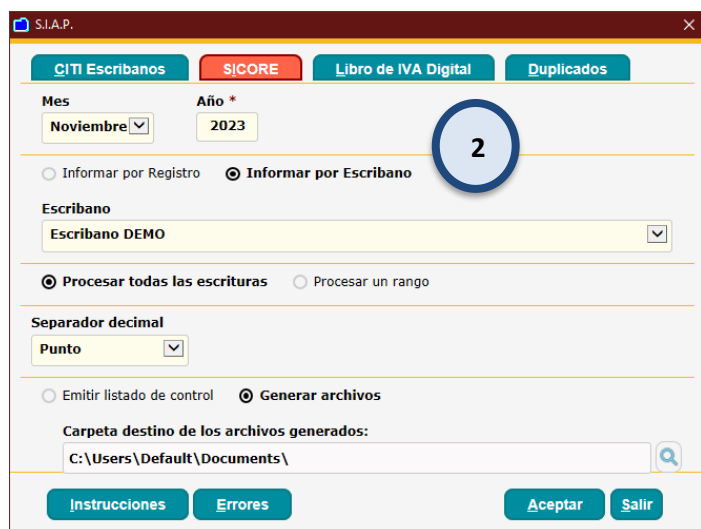 S.I.A.P.
CITI Escribanos SICORE Libro de IVA Digital Duplicados
Mes Año *
Noviembre 2023
2
Informar por Registro Informar por Escribano
Escribano
Escribano DEMO
Procesar todas las escrituras Procesar un rango
Separador decimal
Punto
Emitir listado de control Generar archivos
Carpeta destino de los archivos generados:
C:\Users\Default\Documents\
Instrucciones Errores Aceptar Salir